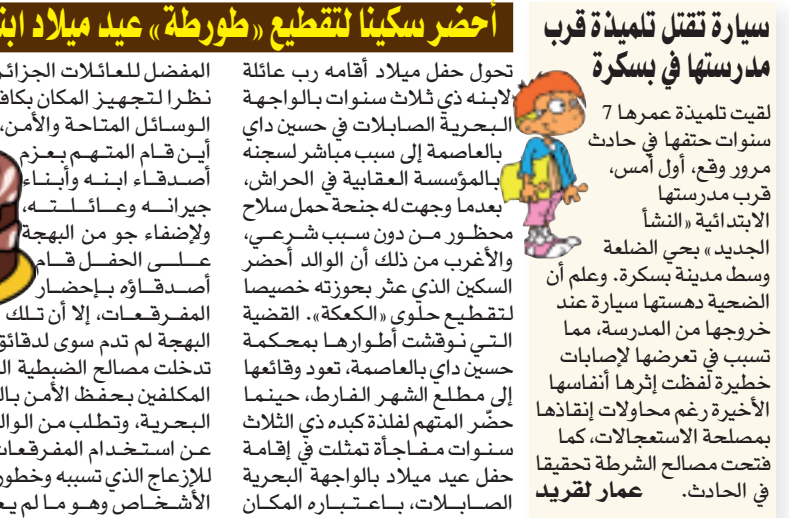 سيارة تقتل تلميذة قرب
مدرستها في بسكرة
لقيت تلميذة عمرها 7
سنوات حتفها في حادث
مرور وقع، أول أمس،
قرب مدرستها
الابتدائية «النشأ
الجديد» بحي الضلعة
وسط مدينة بسكرة. وعلم أن
الضحية دهستها سيارة عند
خروجها من المدرسة، مما
تسبب في تعرضها لإصابات
خطيرة لفظت إثرها أنفاسها
الأخيرة رغم محاولات إنقاذها
بمصلحة الاستعجالات، كما
فتحت مصالح الشرطة تحقيقا
في الحادث. عمار لقريد
أحضر سكينا لتقطيع «طورطة» عيد ميلاد
تحول حفل ميلاد أقامه رب عائلة
لابنه ذي ثلاث سنوات بالواجهة
البحرية الصابلات في حسين داي
بالعاصمة إلى سبب مباشر لسجنه
بالمؤسسة العقابية في الحراش،
بعدما وجهت له جنحة حمل سلاح
محظور من دون سبب شرعي،
والأغرب من ذلك أن الوالد أحضر
السكين الذي عثر بحوزته خصيصا
لتقطيع حلوى «الكعكة». القضية
التي نوقشت أطوارها بمحكمة
حسين داي بالعاصمة، تعود وقائعها
إلى مطلع الشهر الفارط، حينما
حضّر المتهم لفلذة كبده ذي الثلاث
سنوات مفاجأة تمثلت في إقامة
حفل عيد ميلاد بالواجهة البحرية
الصابلات، باعتباره المكان
المفضل للعائلات
نظرا لتجهيز المكان
الوسائل المتاحة والأمن،
أين قام المتهم بعزم
أصدقاء ابنه وأبناء
جيرانه وعائلته،
ولإضفاء جو من البهجة
على الحفل قام
أصدقاؤه بإحضار
المفرقعات، إلا أن تلك
البهجة لم تدم سوى لدقائق
تدخلت مصالح الضبطية
المكلفين بحفظ الأمن
البحرية، وتطلب من
عن استخدام المفرقعات
للإزعاج الذي تسببه
الأشخاص وهو ما لم